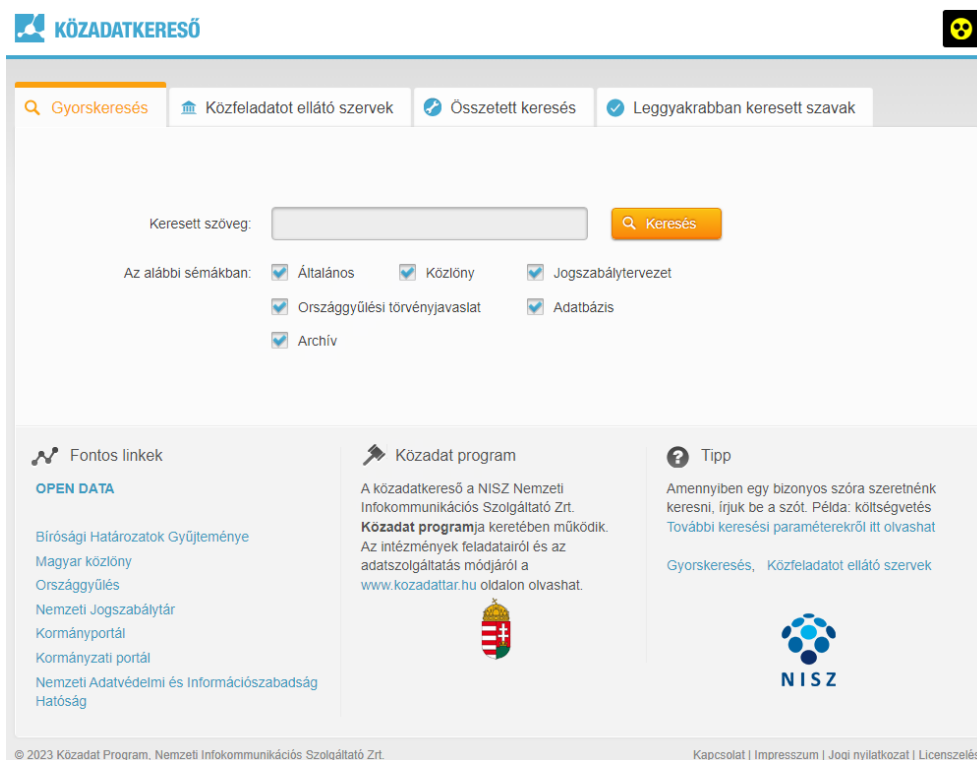 KÖZADATKERESŐ
Gyorskeresés
Közfeladatot ellátó szervek
Összetett keresés
Leggyakrabban keresett szavak
Keresett szöveg:
Keresés
Az alábbi sémákban:
Általános
Közlöny
Jogszabálytervezet
Országgyűlési törvényjavaslat
Adatbázis
Archív
Fontos linkek
OPEN DATA
Bírósági Határozatok Gyűjteménye
Magyar közlöny
Országgyűlés
Nemzeti Jogszabálytár
Kormányportál
Kormányzati portál
Nemzeti Adatvédelmi és Információszabadság
Hatóság
Közadat program
A közadatkereső a NISZ Nemzeti
Infokommunikációs Szolgáltató Zrt.
Közadat programja keretében működik.
Az intézmények feladatairól és az
adatszolgáltatás módjáról a
www.kozadattar.hu oldalon olvashat.
Tipp
Amennyiben egy bizonyos szóra szeretnénk
keresni, írjuk be a szót. Példa: költségvetés
További keresési paraméterekről itt olvashat
Gyorskeresés, Közfeladatot ellátó szervek
NISZ
© 2023 Közadat Program, Nemzeti Infokommunikációs Szolgáltató Zrt.
Kapcsolat | Impresszum | Jogi nyilatkozat | Licenszelés